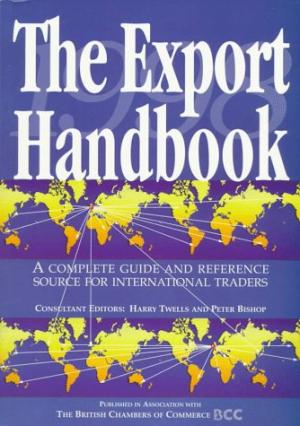 1998
The Export
Handbook
A COMPLETE GUIDE AND REFERENCE
SOURCE FOR INTERNATIONAL TRADERS
CONSULTANT EDITORS: HARRY TWELLS AND PETER BISHOP
PUBLISHED IN ASSOCIATION WITH
THE BRITISH CHAMBERS OF COMMERCE BCC